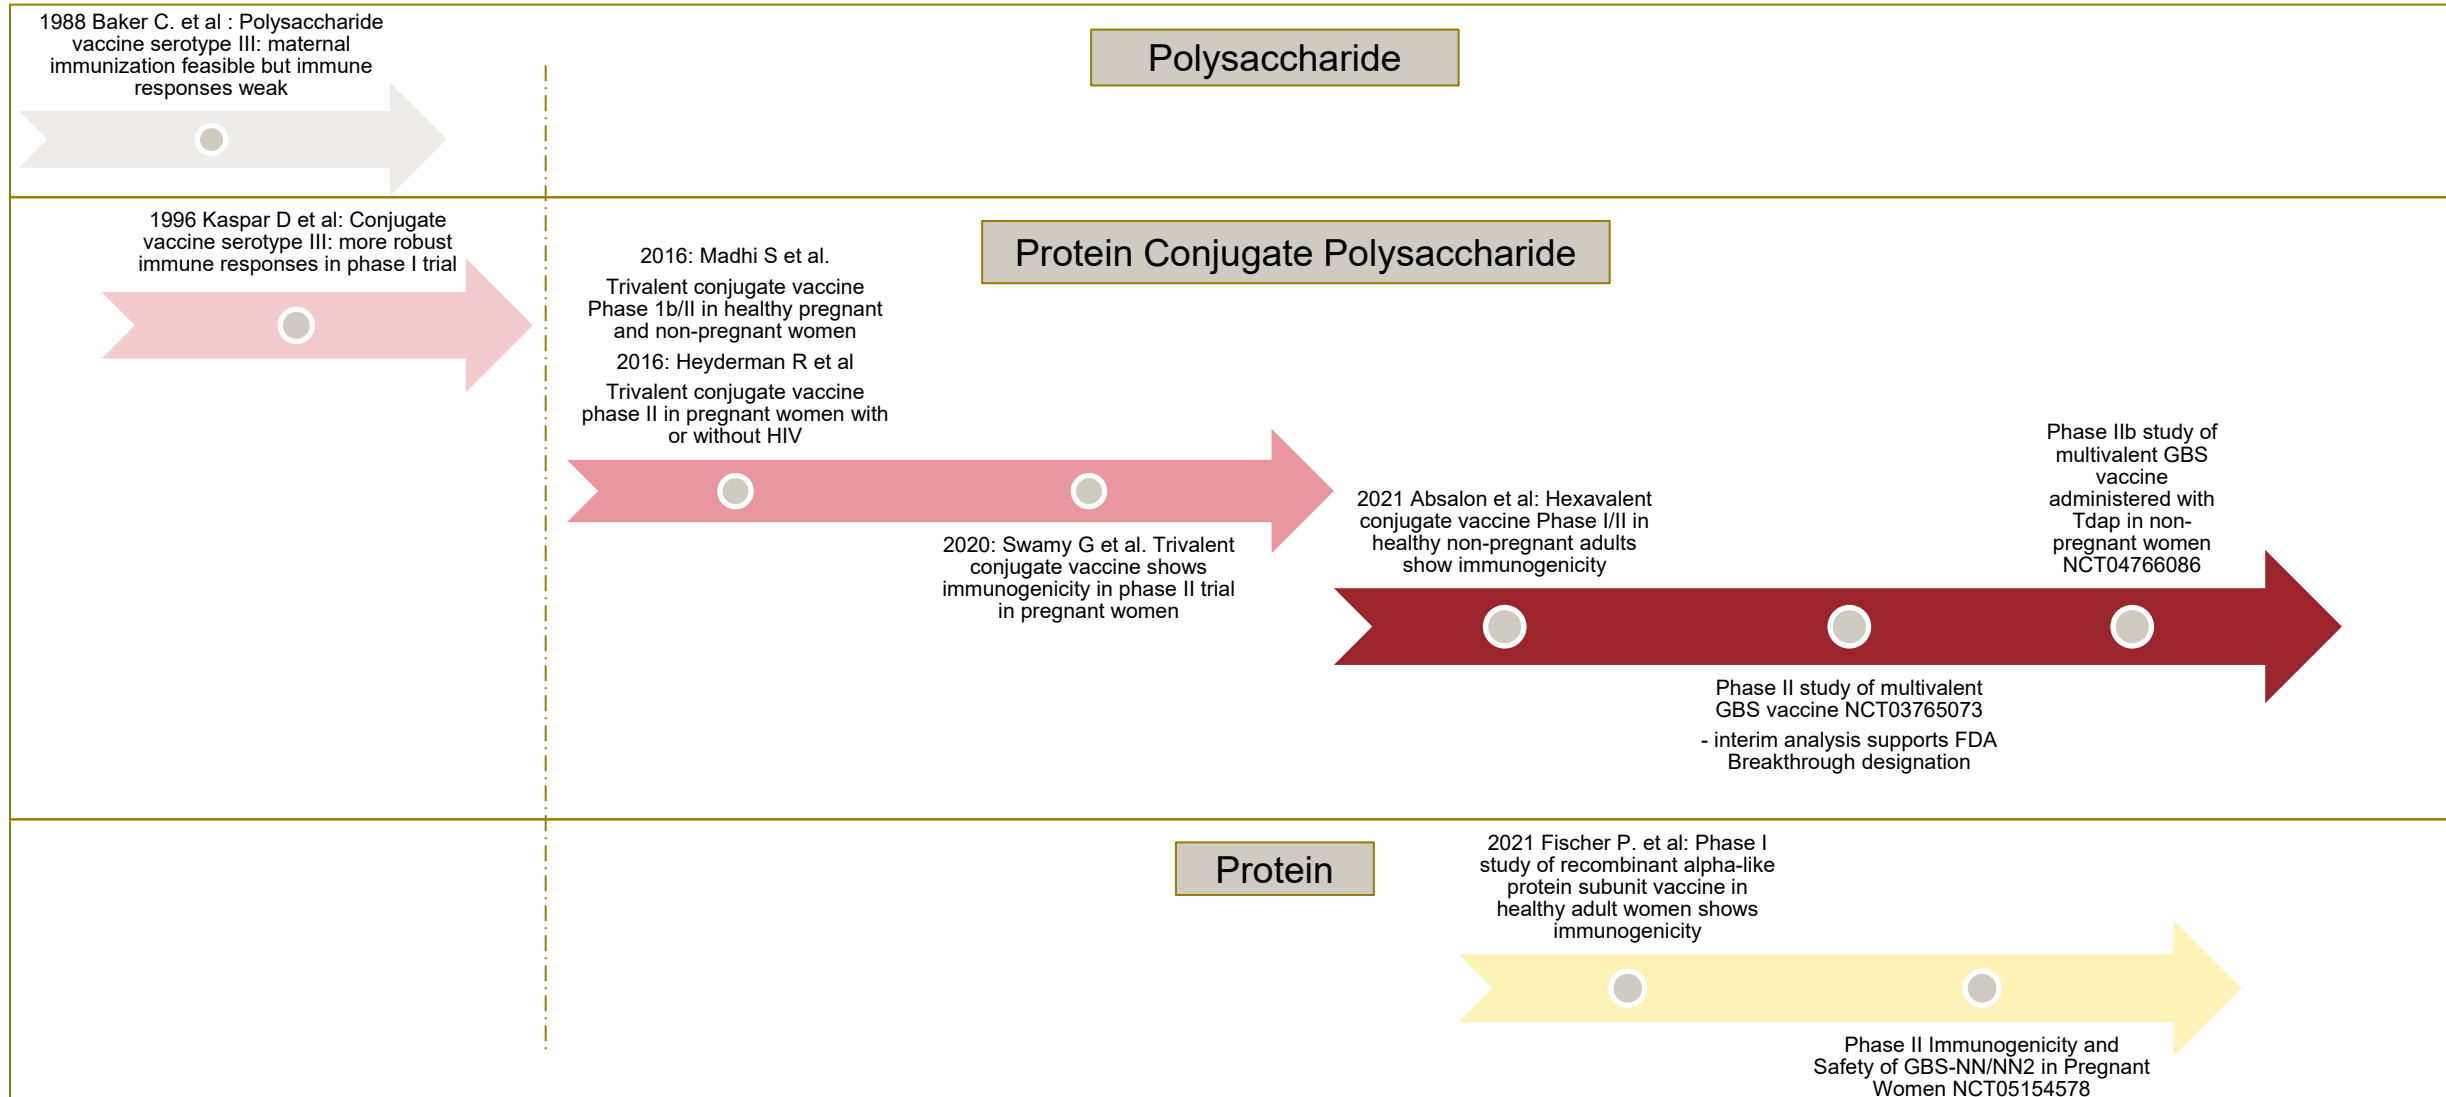 1988 Baker C. et al : Polysaccharide
vaccine serotype III: maternal
immunization feasible but immune
responses weak
Polysaccharide
1996 Kaspar D et al: Conjugate
vaccine serotype III: more robust
immune responses in phase I trial
Protein Conjugate Polysaccharide
2016: Madhi S et al.
Trivalent conjugate vaccine
Phase 1b/II in healthy pregnant
and non-pregnant women
2016: Heyderman R et al
Trivalent conjugate vaccine
phase II in pregnant women with
or without HIV
2020: Swamy G et al. Trivalent
conjugate vaccine shows
immunogenicity in phase II trial
in pregnant women
2021 Absalon et al: Hexavalent
conjugate vaccine Phase I/II in
healthy non-pregnant adults
show immunogenicity
Phase II study of multivalent
GBS vaccine NCT03765073
- interim analysis supports FDA
Breakthrough designation
Phase IIb study of
multivalent GBS
vaccine
administered with
Tdap in non-
pregnant women
NCT04766086
Protein
2021 Fischer P. et al: Phase I
study of recombinant alpha-like
protein subunit vaccine in
healthy adult women shows
immunogenicity
Phase II Immunogenicity and
Safety of GBS-NN/NN2 in Pregnant
Women NCT05154578